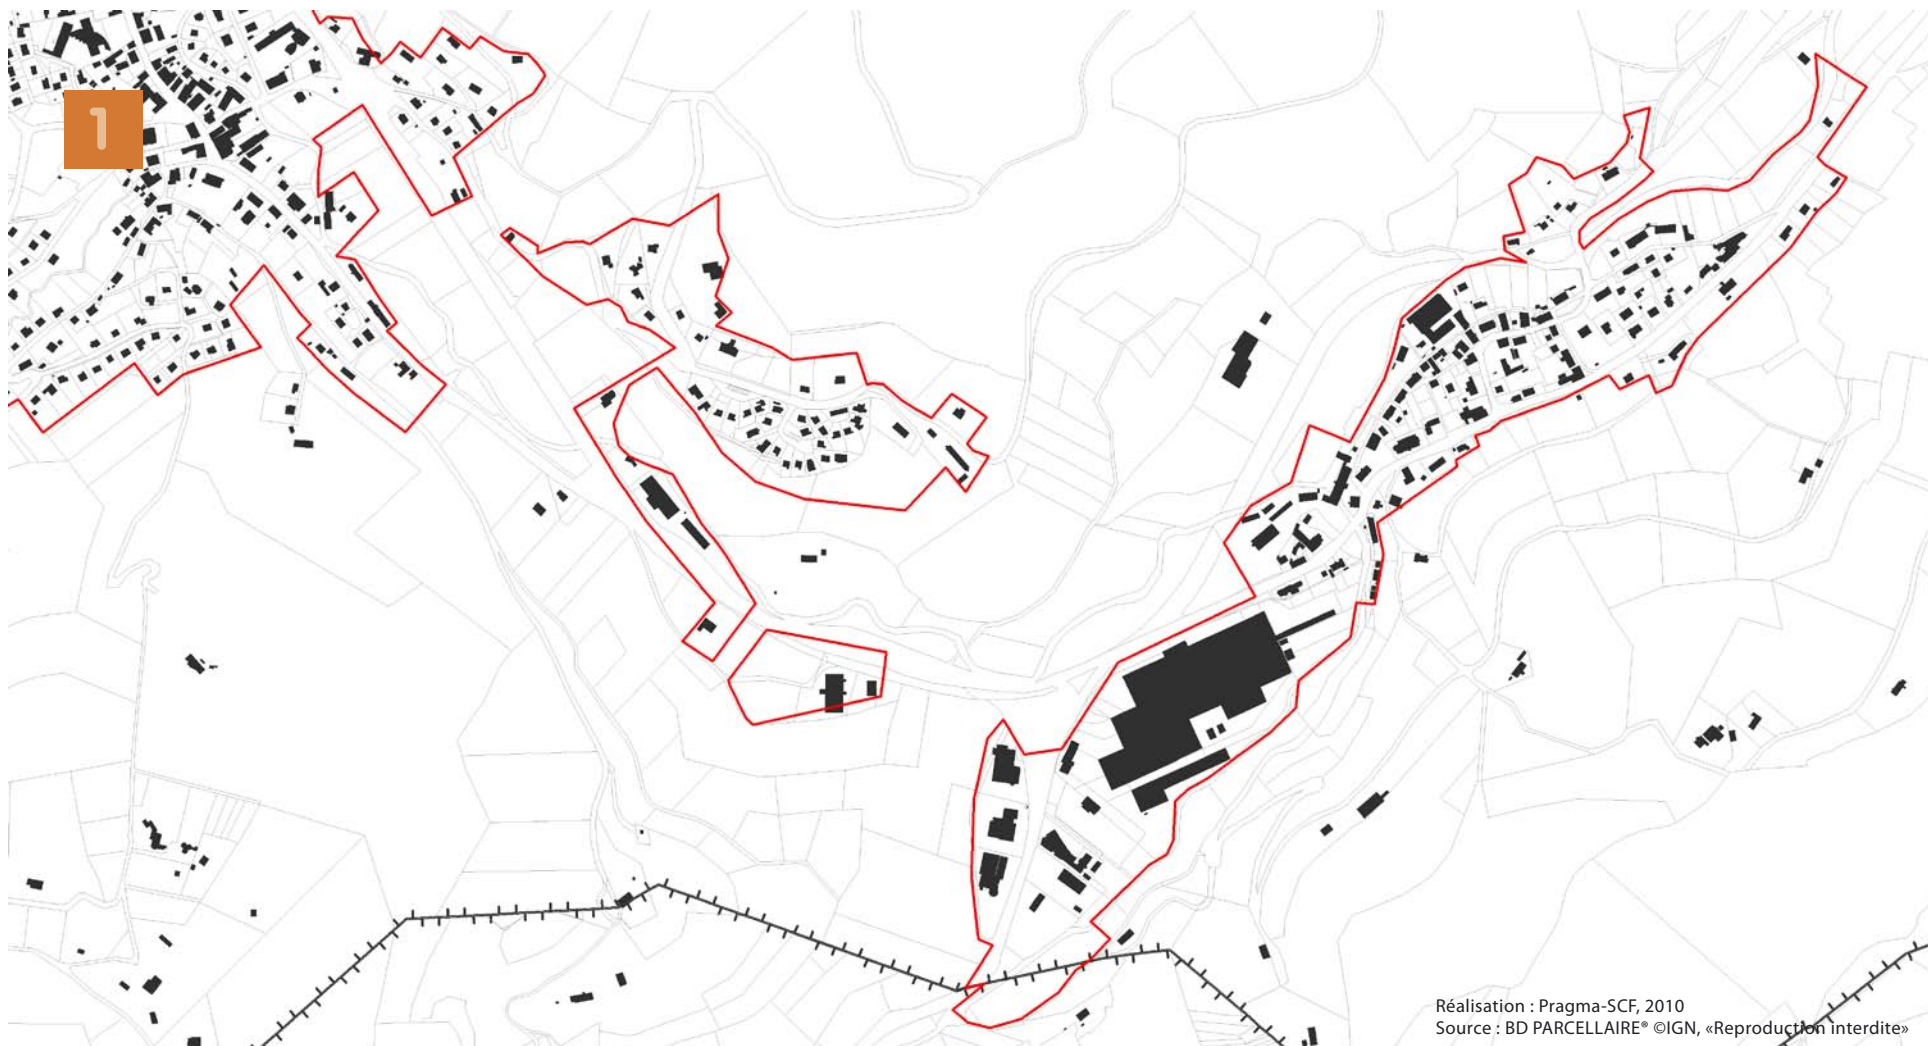 1
Réalisation : Pragma-SCF, 2010
Source : BD PARCELLAIRE® ©IGN, «Reproduction interdite»